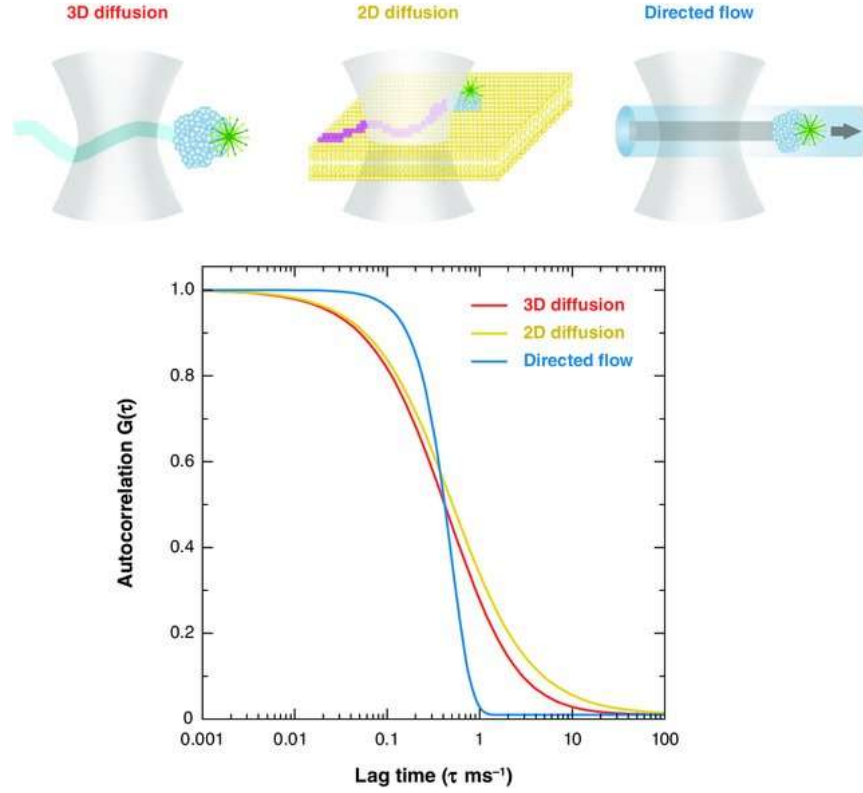 3D diffusion
2D diffusion
Directed flow
1.0
0.8
0.6
0.4
0.2
0
Autocorrelation G(τ)
3D diffusion
2D diffusion
Directed flow
0.001
0.01
0.1
1
10
100
Lag time (τ ms⁻¹)